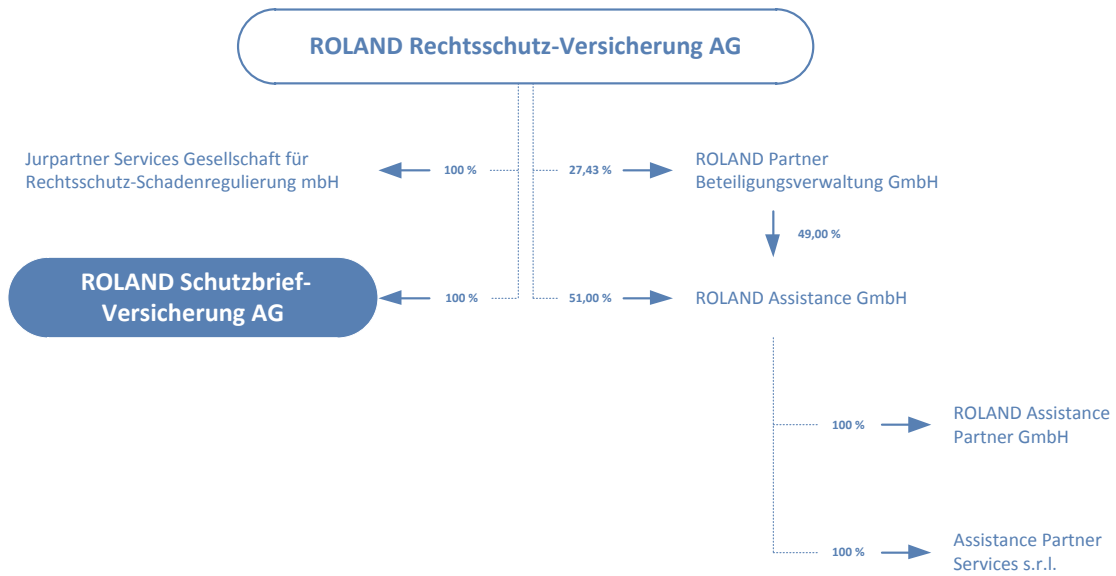 ROLAND Rechtsschutz-Versicherung AG
Jurpartner Services Gesellschaft für
Rechtsschutz-Schadenregulierung mbH
100 %
27,43 %
ROLAND Partner
Beteiligungsverwaltung GmbH
49,00 %
ROLAND Schutzbrief-
Versicherung AG
100 %
51,00 %
ROLAND Assistance GmbH
100 %
ROLAND Assistance
Partner GmbH
100 %
Assistance Partner
Services s.r.l.